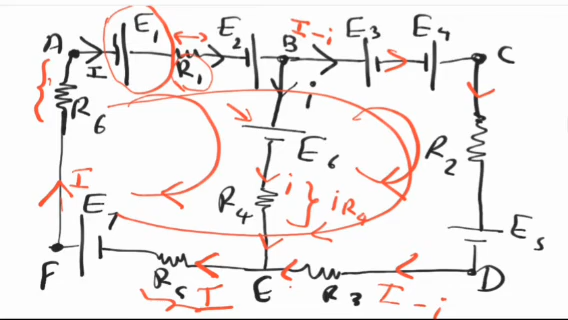 E1 E2 I-i E3 E4
A I R1 B C
R6 i
I E6 R2
R4 i iR4
E7 E5
F R5 E R3 D
I I-i